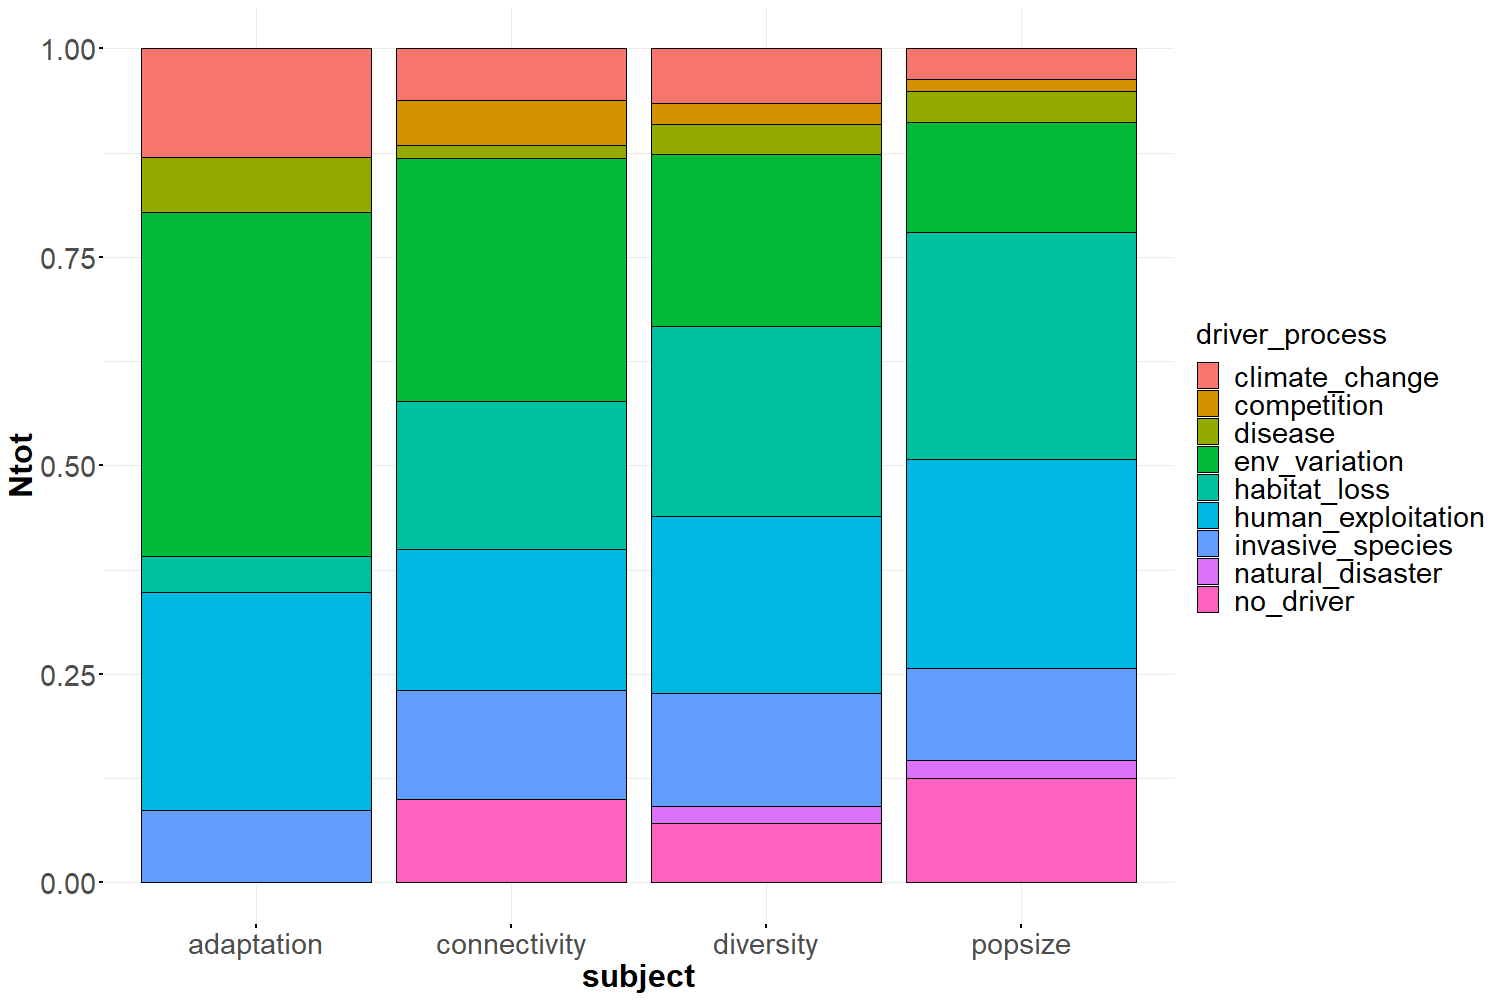 1.00
0.75
0.50
0.25
0.00
Ntot
adaptation
connectivity
diversity
popsize
subject
driver_process
climate_change
competition
disease
env_variation
habitat_loss
human_exploitation
invasive_species
natural_disaster
no_driver